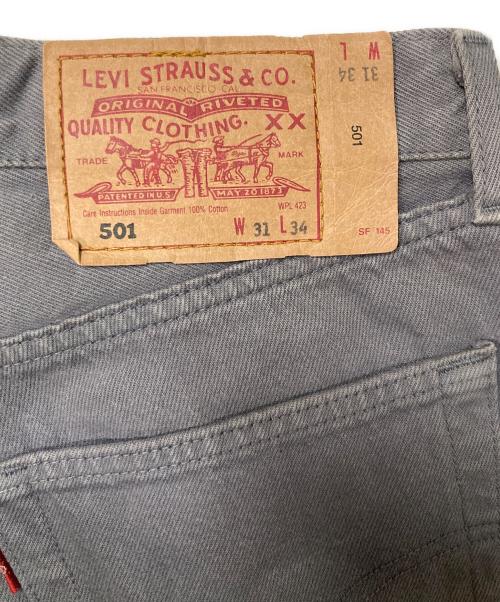 LEVI STRAUSS & CO.
SAN FRANCISCO CAL
ORIGINAL RIVETED
QUALITY CLOTHING. XX
TRADE MARK
PATENTED IN U.S. MAY 20 1873
WPL 423
Care Instructions Inside Garment 100% Cotton
501 W 31 L 34
SF 145
501
W L
31 34